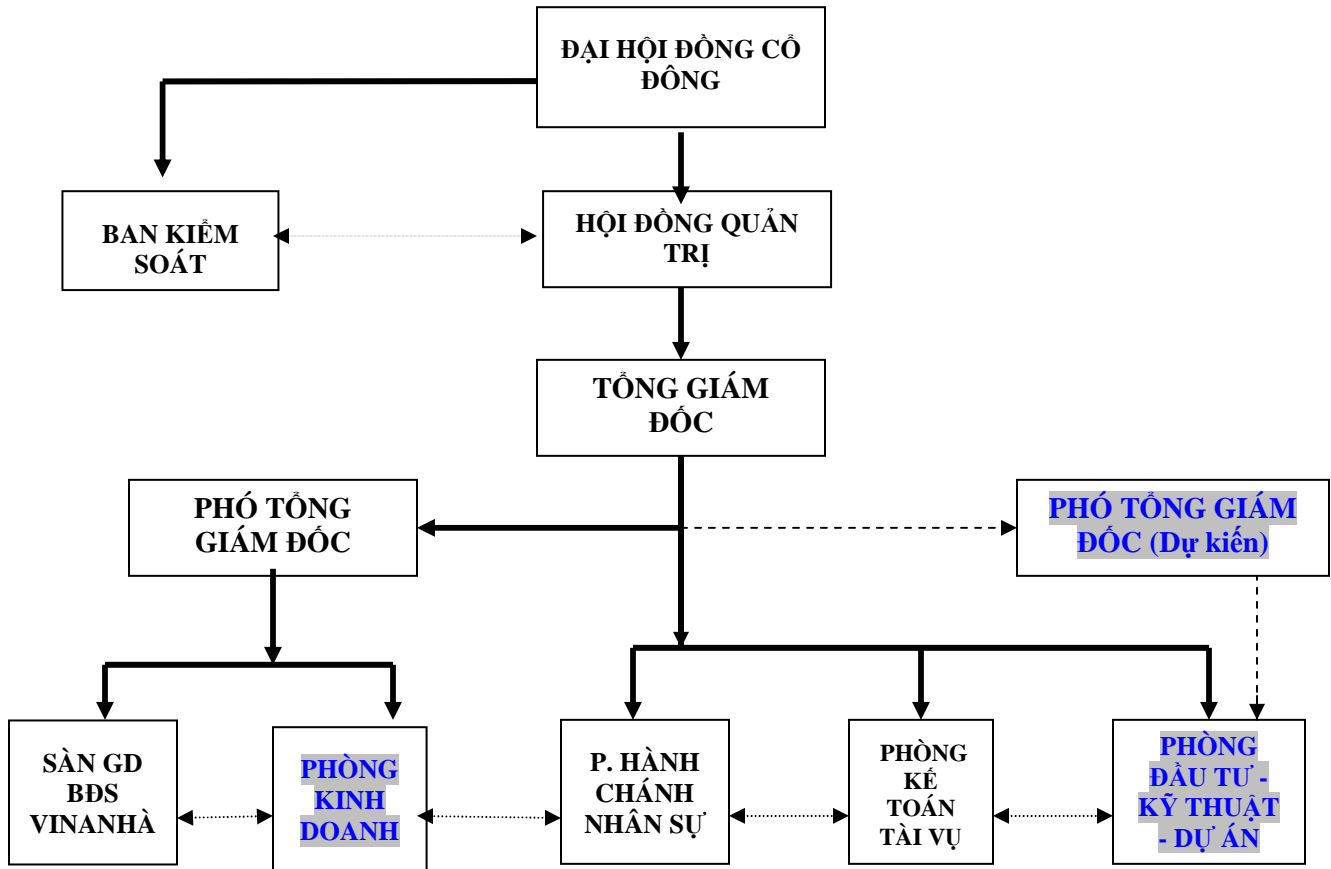 ĐẠI HỘI ĐỒNG CỔ
ĐÔNG
BAN KIỂM
SOÁT
HỘI ĐỒNG QUẢN
TRỊ
TỔNG GIÁM
ĐỐC
PHÓ TỔNG
GIÁM ĐỐC
PHÓ TỔNG GIÁM
ĐỐC (Dự kiến)
SÀN GD
BĐS
VINANHÀ
PHÒNG
KINH
DOANH
P. HÀNH
CHÁNH
NHÂN SỰ
PHÒNG
KẾ
TOÁN
TÀI VỤ
PHÒNG
ĐẦU TƯ -
KỸ THUẬT
- DỰ ÁN